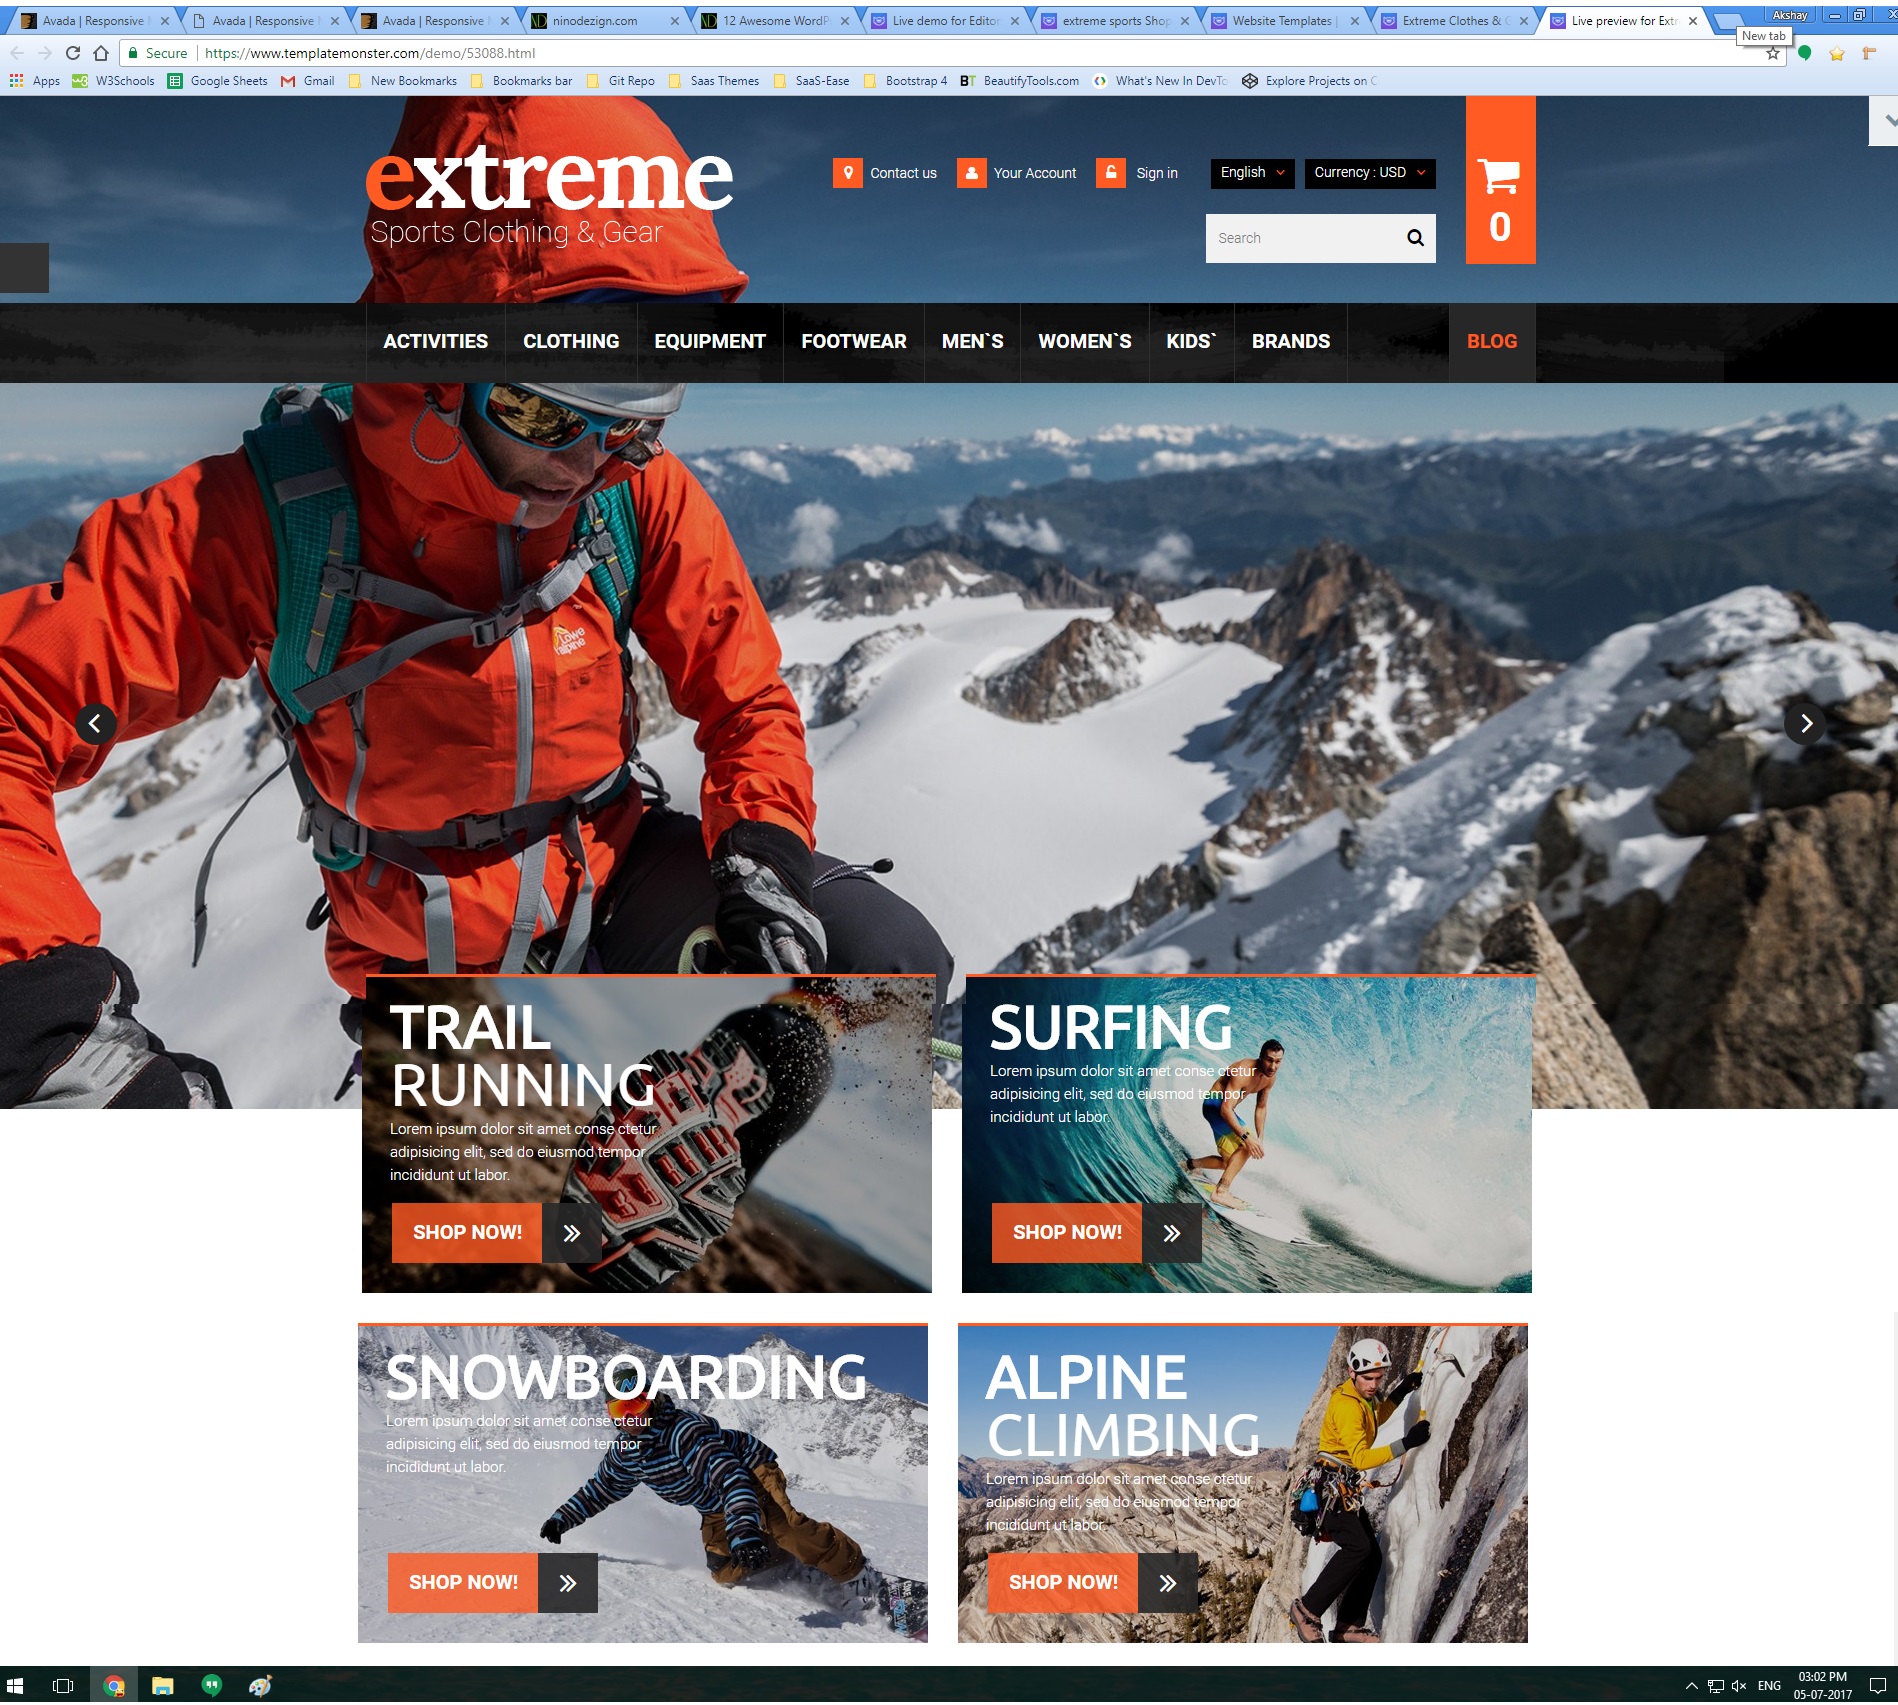 Avada | Responsive
Avada | Responsive
Avada | Responsive
ninodezign.com
12 Awesome WordP
Live demo for Editor
extreme sports Shop
Website Templates |
Extreme Clothes & G
Live preview for Extr
Akshay
New tab
Secure https://www.templatemonster.com/demo/53088.html
Apps W3Schools Google Sheets Gmail New Bookmarks Bookmarks bar Git Repo Saas Themes SaaS-Ease Bootstrap 4 BT BeautifyTools.com What's New In DevTo Explore Projects on C
extreme
Sports Clothing & Gear
Contact us Your Account Sign in English Currency : USD
Search
0
ACTIVITIES CLOTHING EQUIPMENT FOOTWEAR MEN`S WOMEN`S KIDS` BRANDS BLOG
Lowe
alpine
TRAIL
RUNNING
Lorem ipsum dolor sit amet conse ctetur
adipisicing elit, sed do eiusmod tempor
incididunt ut labor.
SHOP NOW!
SURFING
Lorem ipsum dolor sit amet conse ctetur
adipisicing elit, sed do eiusmod tempor
incididunt ut labor.
SHOP NOW!
SNOWBOARDING
Lorem ipsum dolor sit amet conse ctetur
adipisicing elit, sed do eiusmod tempor
incididunt ut labor.
SHOP NOW!
ALPINE
CLIMBING
Lorem ipsum dolor sit amet conse ctetur
adipisicing elit, sed do eiusmod tempor
incididunt ut labor.
SHOP NOW!
ENG
03:02 PM
05-07-2017